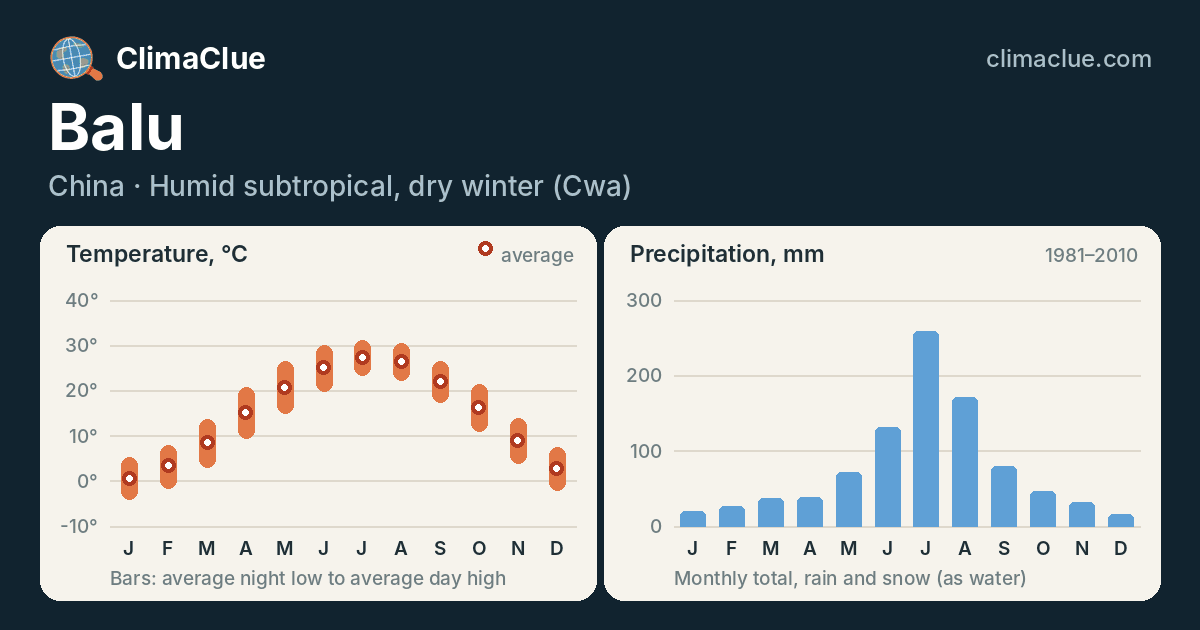 ClimaClue
climaclue.com
Balu
China · Humid subtropical, dry winter (Cwa)
Temperature, °C
average
40°
30°
20°
10°
0°
-10°
J F M A M J J A S O N D
Bars: average night low to average day high
Precipitation, mm
1981–2010
300
200
100
0
J F M A M J J A S O N D
Monthly total, rain and snow (as water)